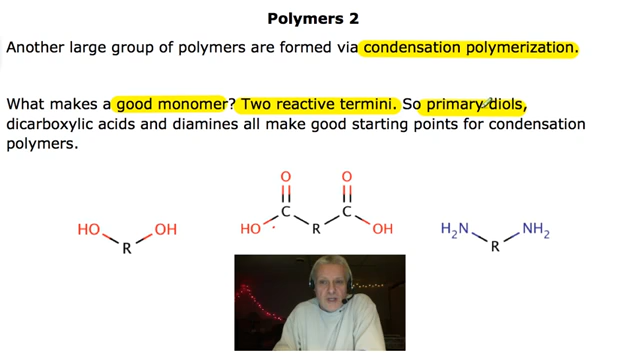 Polymers 2
Another large group of polymers are formed via condensation polymerization.
What makes a good monomer? Two reactive termini. So primary diols,
dicarboxylic acids and diamines all make good starting points for condensation
polymers.
O O
C C
HO OH HO R OH H₂N NH₂
R R